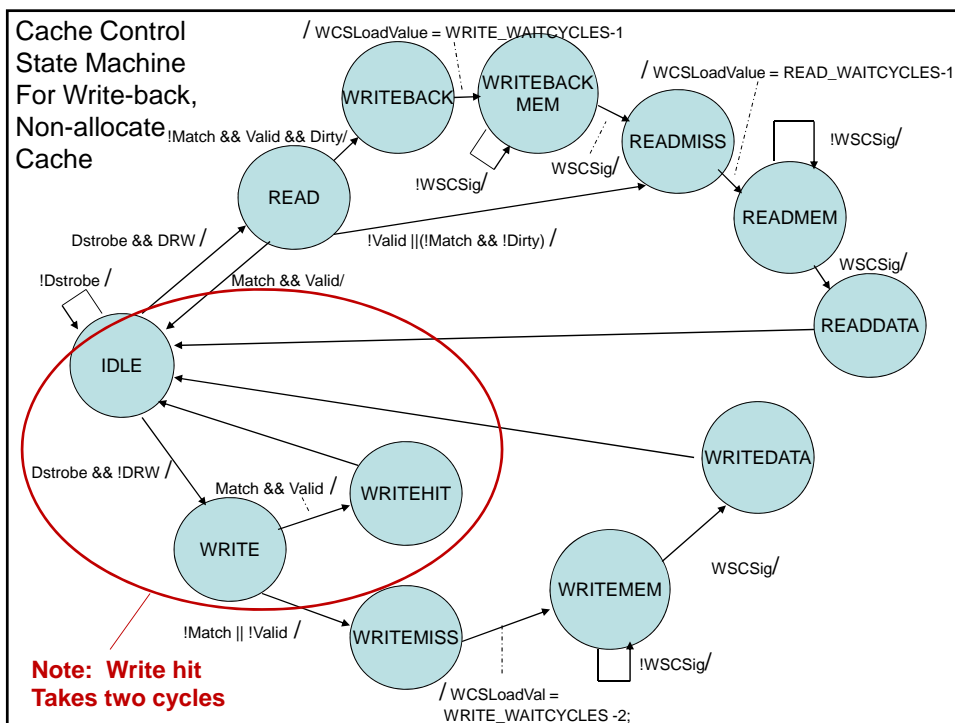 Cache Control
State Machine
For Write-back,
Non-allocate
Cache
/ WCSLoadValue = WRITE_WAITCYCLES-1
/ WCSLoadValue = READ_WAITCYCLES-1
WRITEBACK
WRITEBACK
MEM
!Match && Valid && Dirty/
READMISS
!WSCSig/
WSCSig/
!WSCSig/
READ
READMEM
Dstrobe && DRW /
!Valid ||(!Match && !Dirty) /
WSCSig/
!Dstrobe /
Match && Valid/
READDATA
IDLE
WRITEDATA
Dstrobe && !DRW /
Match && Valid /
WRITEHIT
WRITE
WSCSig/
WRITEMEM
!Match || !Valid /
WRITEMISS
!WSCSig/
Note: Write hit
Takes two cycles
/ WCSLoadVal =
WRITE_WAITCYCLES -2;